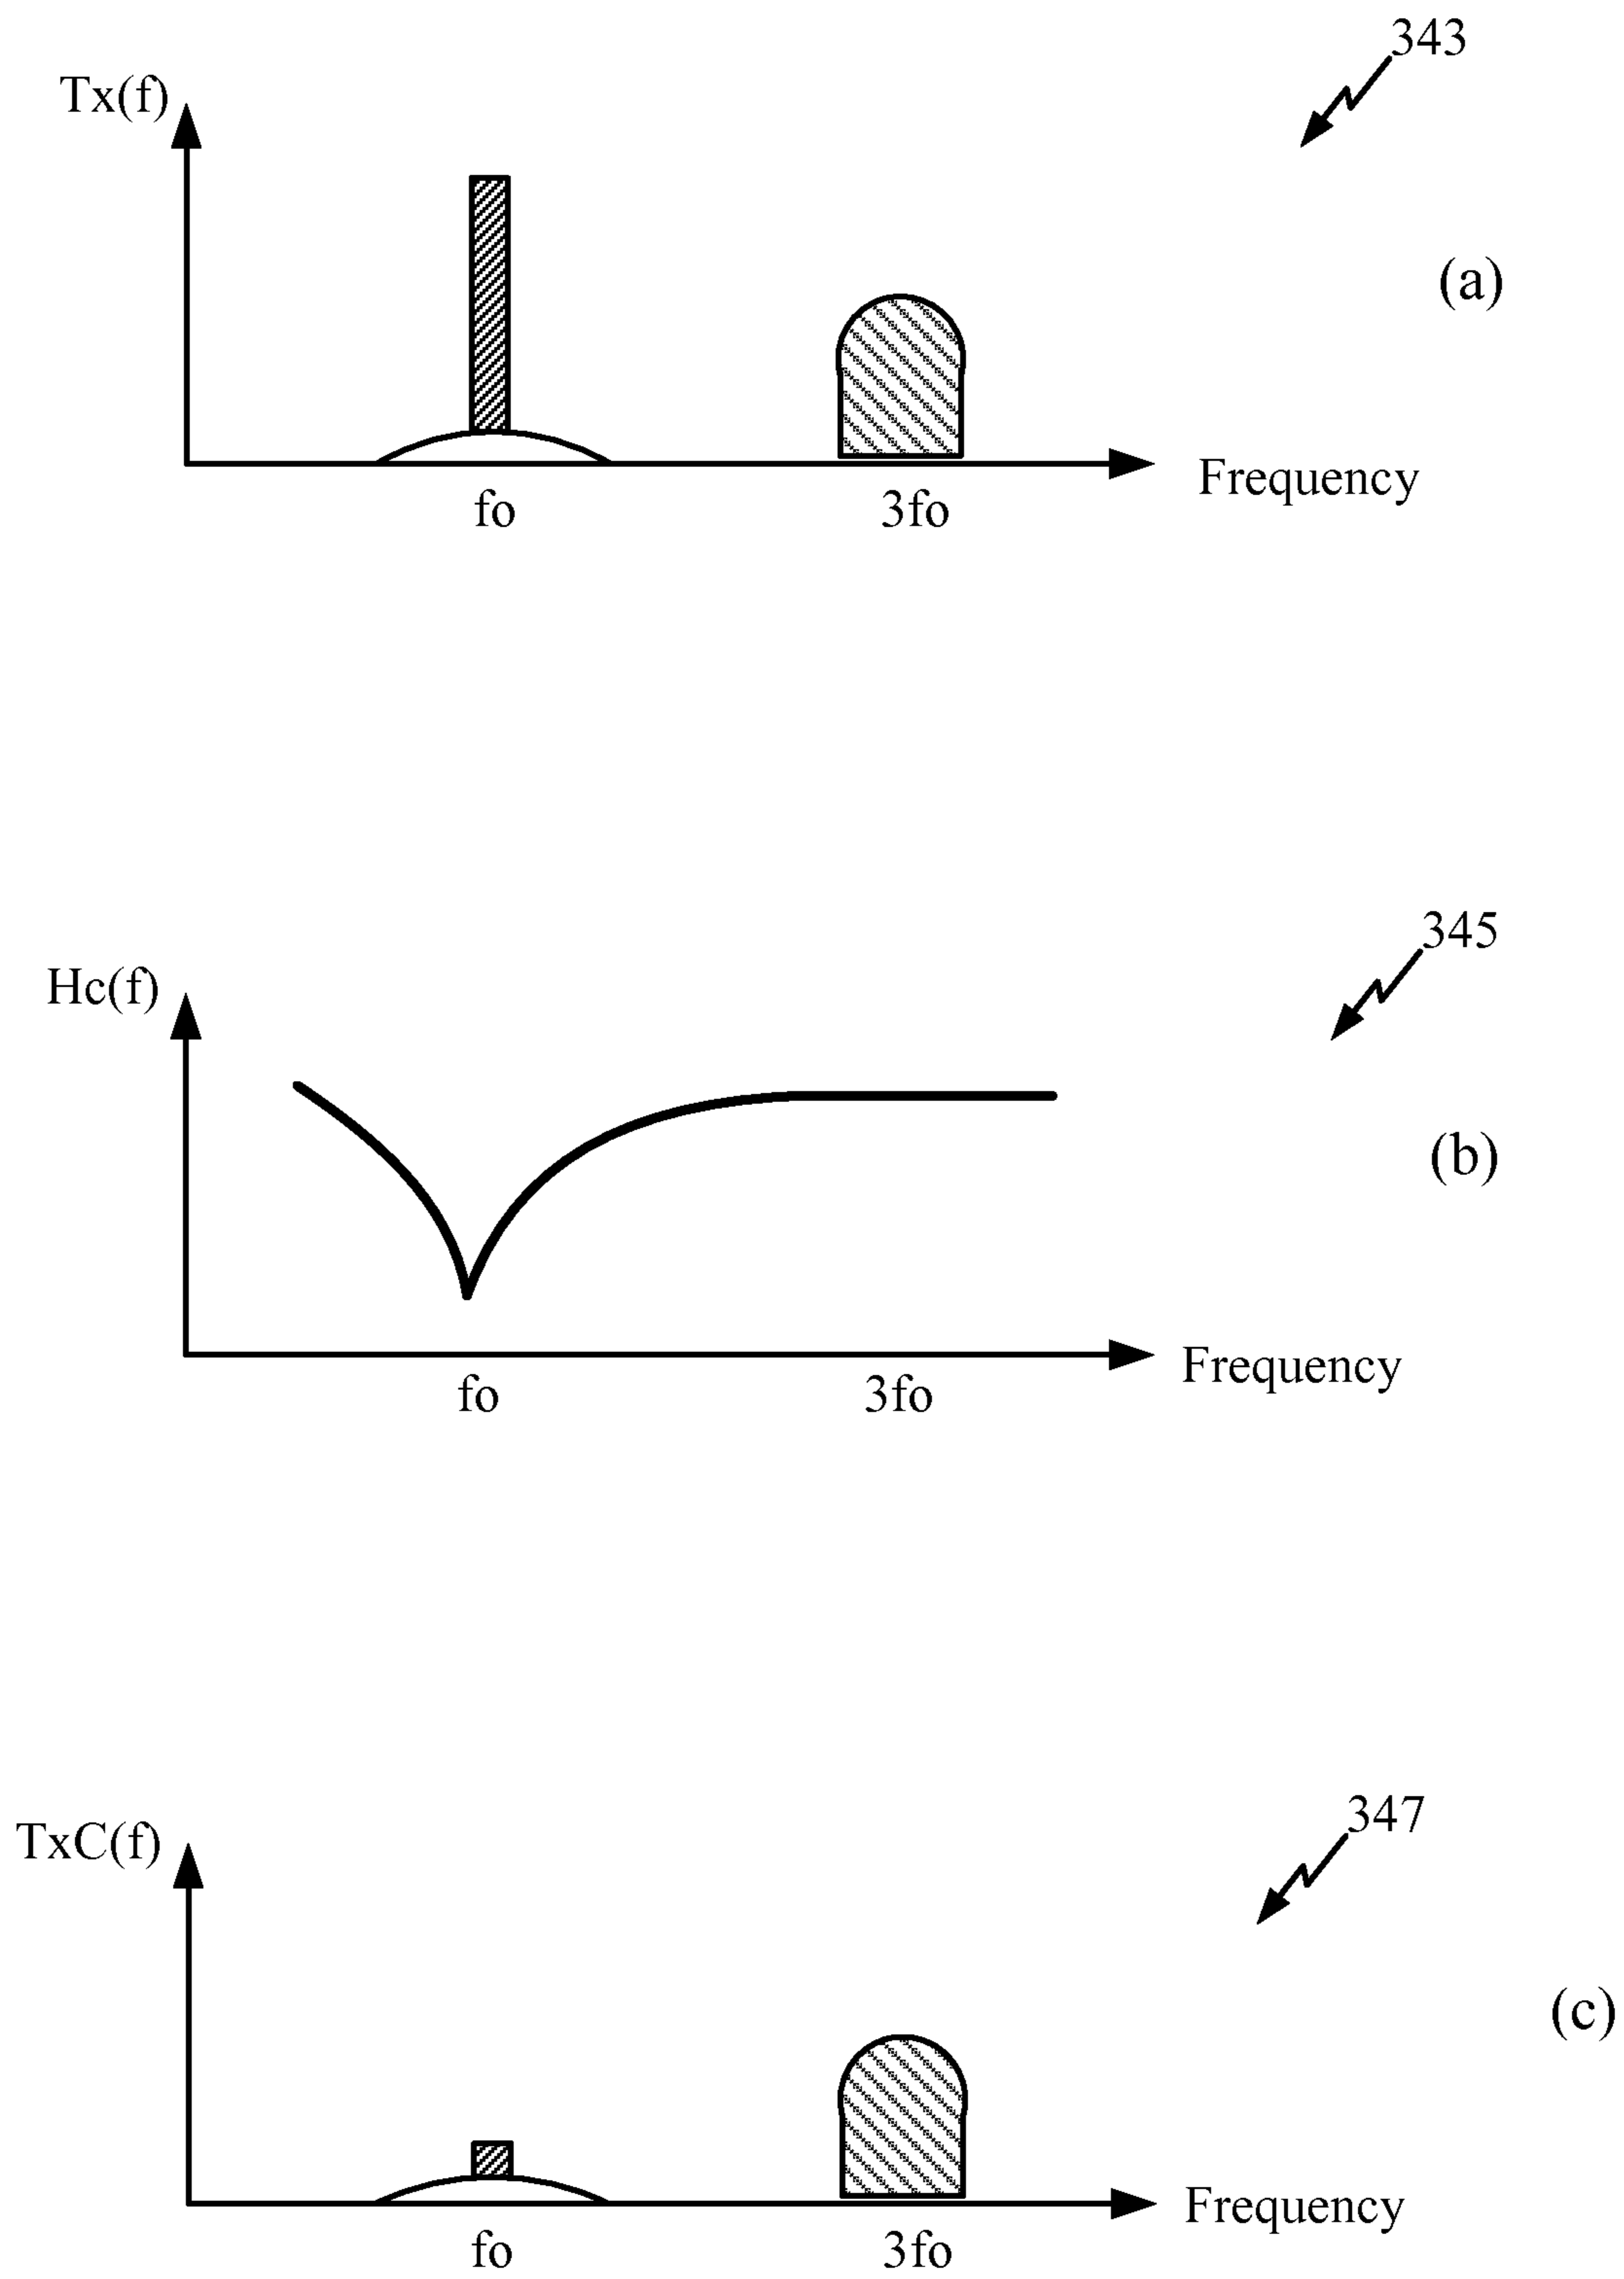 343
Tx(f)
(a)
Frequency
fo
3fo
345
Hc(f)
(b)
Frequency
fo
3fo
347
TxC(f)
(c)
Frequency
fo
3fo